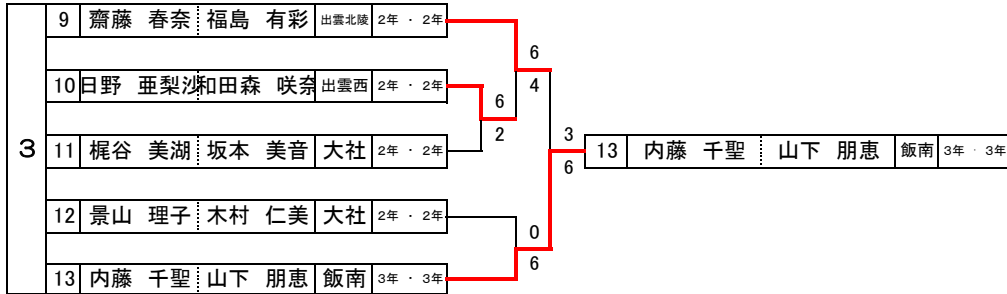 9 齋藤 春奈 福島 有彩 出雲北陵 2年 ・ 2年
6
10 日野 亜梨沙 和田森 咲奈 出雲西 2年 ・ 2年
4
6
2
3
3 11 梶谷 美湖 坂本 美音 大社 2年 ・ 2年
13 内藤 千聖 山下 朋恵 飯南 3年 ・ 3年
6
12 景山 理子 木村 仁美 大社 2年 ・ 2年
0
6
13 内藤 千聖 山下 朋恵 飯南 3年 ・ 3年